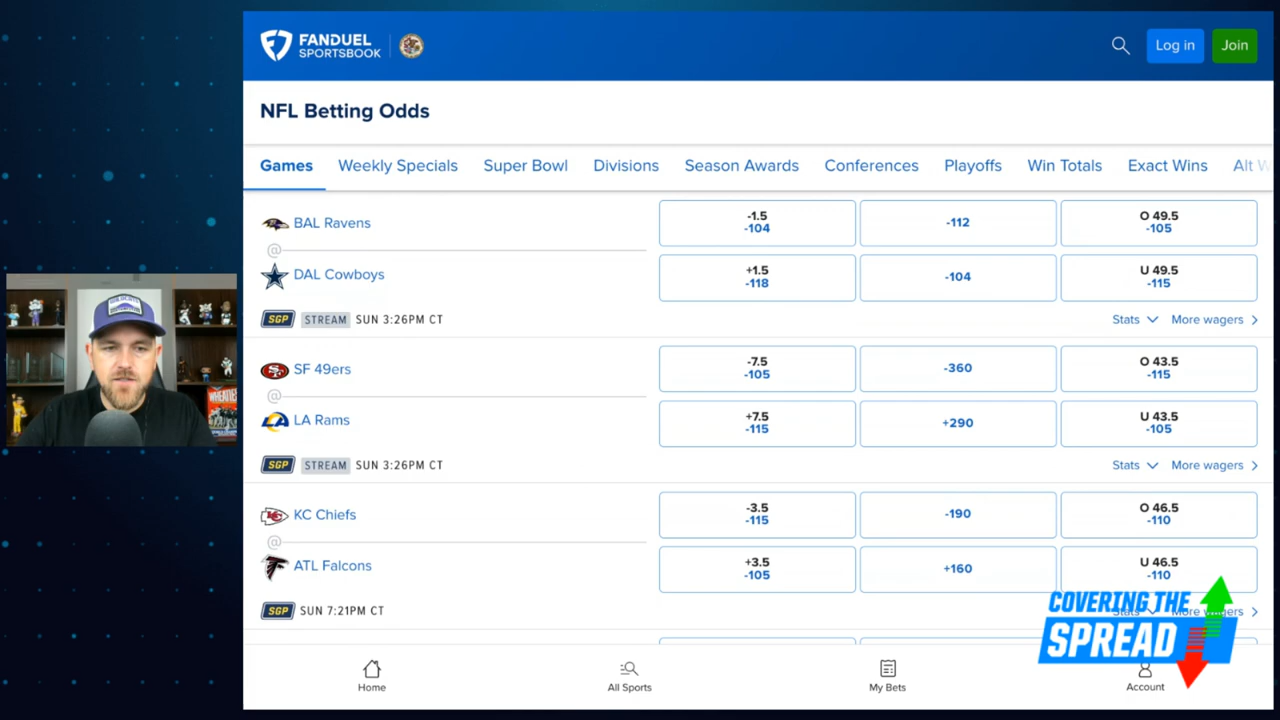 FANDUEL
SPORTSBOOK
Log in
Join
NFL Betting Odds
Games Weekly Specials Super Bowl Divisions Season Awards Conferences Playoffs Win Totals Exact Wins Alt W
BAL Ravens
-1.5
-104
-112
O 49.5
-105
@
DAL Cowboys
+1.5
-118
-104
U 49.5
-115
SGP STREAM SUN 3:26PM CT
Stats More wagers
SF 49ers
-7.5
-105
-360
O 43.5
-115
@
LA Rams
+7.5
-115
+290
U 43.5
-105
SGP STREAM SUN 3:26PM CT
Stats More wagers
KC Chiefs
-3.5
-115
-190
O 46.5
-110
@
ATL Falcons
+3.5
-105
+160
U 46.5
-110
SGP SUN 7:21PM CT
Stats More wagers
COVERING THE
SPREAD
Home
All Sports
My Bets
Account
WHEATIES